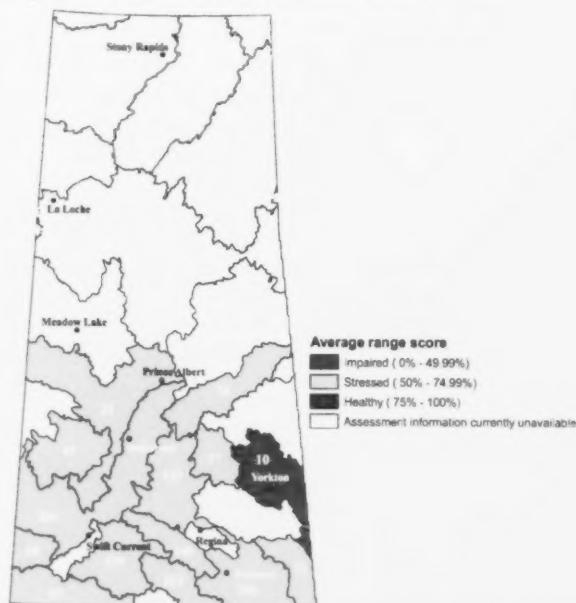 Stony Rapids
La Loche
Meadow Lake
Prince Albert
Average range score
Impaired ( 0% - 49.99%)
Stressed ( 50% - 74.99%)
Healthy ( 75% - 100%)
Assessment information currently unavailable
10
Yorkton
Regina
Swift Current